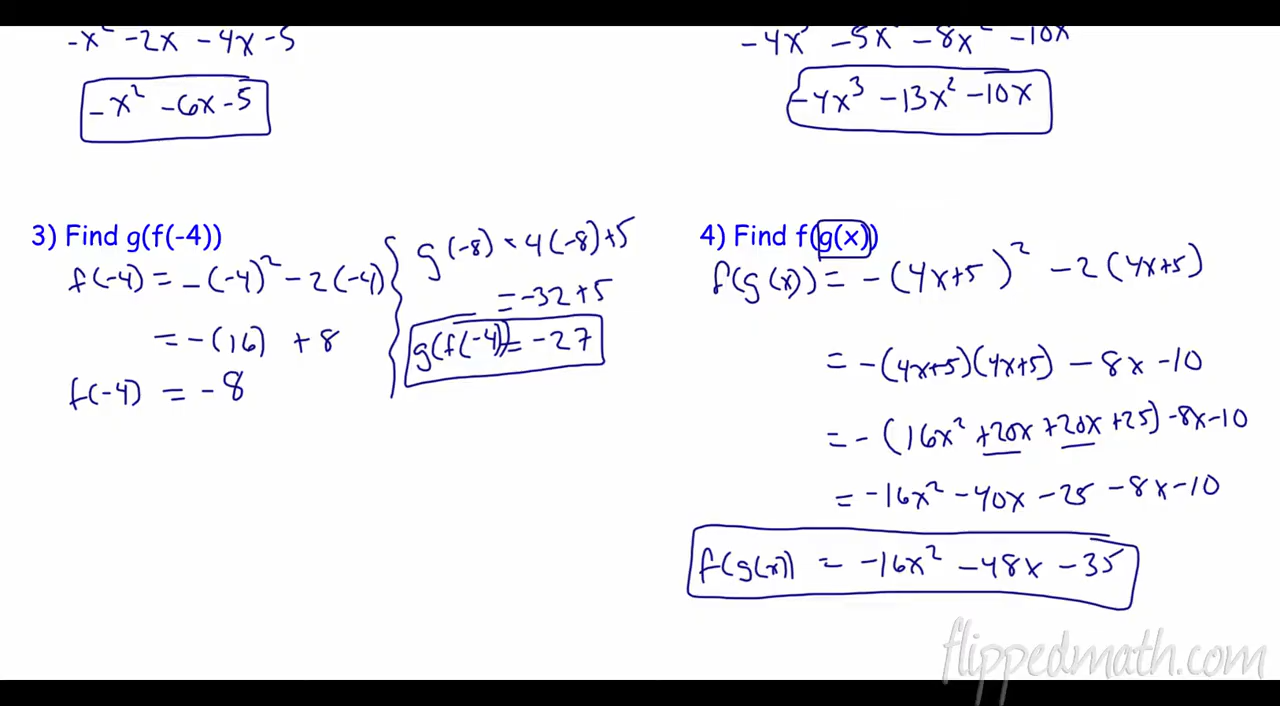 -x² -2x -4x -5
-x² -6x -5
-4x³ -5x² -8x² -10x
-4x³ -13x² -10x
3) Find g(f(-4))
f(-4) = -(-4)² - 2(-4)
= -(16) + 8
f(-4) = -8
g(-8) = 4(-8)+5
= -32+5
g(f(-4)) = -27
4) Find f(g(x))
f(g(x)) = -(4x+5)² - 2(4x+5)
= -(4x+5)(4x+5) - 8x - 10
= -(16x² +20x +20x +25) -8x -10
= -16x² -40x -25 -8x -10
f(g(x)) = -16x² -48x -35
flippedmath.com